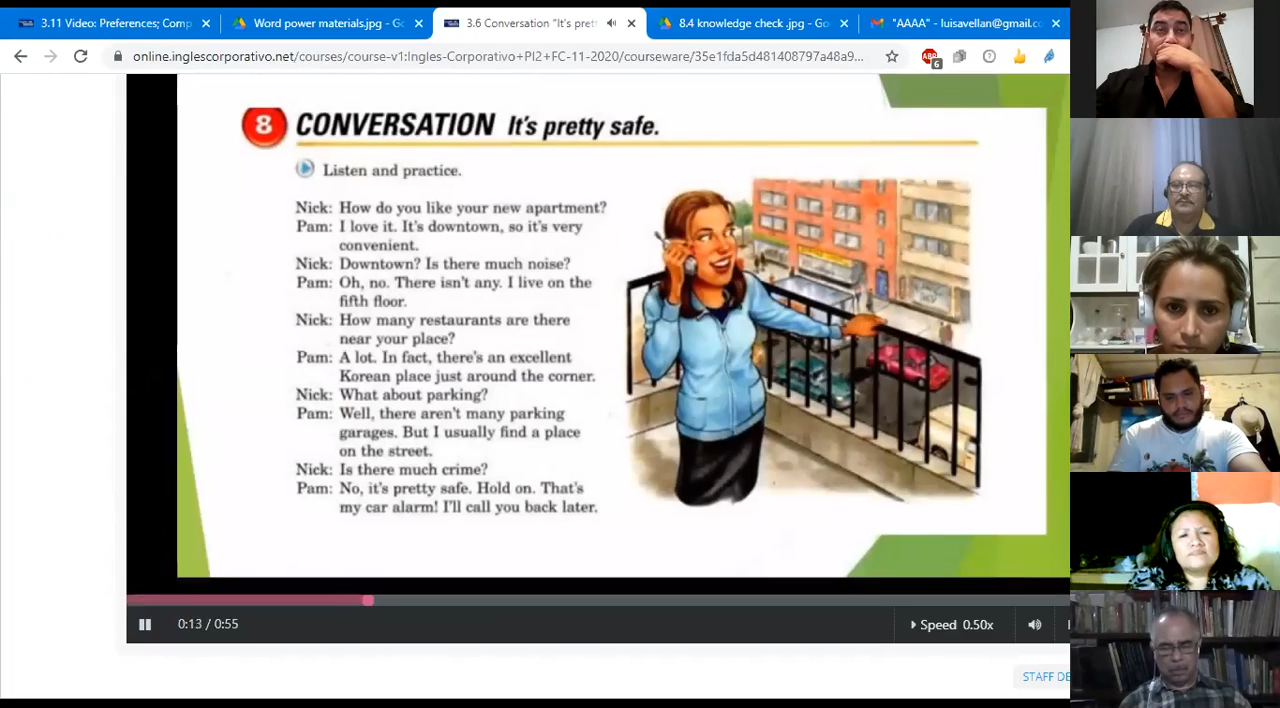 3.11 Video: Preferences; Comp
Word power materials.jpg - Go
3.6 Conversation "It's prett
8.4 knowledge check .jpg - Goo
"AAAA" - luisavellan@gmail.co
online.inglescorporativo.net/courses/course-v1:Ingles-Corporativo+PI2+FC-11-2020/courseware/35e1fda5d481408797a48a9...
6
8 CONVERSATION It's pretty safe.
Listen and practice.
Nick: How do you like your new apartment?
Pam: I love it. It's downtown, so it's very
convenient.
Nick: Downtown? Is there much noise?
Pam: Oh, no. There isn't any. I live on the
fifth floor.
Nick: How many restaurants are there
near your place?
Pam: A lot. In fact, there's an excellent
Korean place just around the corner.
Nick: What about parking?
Pam: Well, there aren't many parking
garages. But I usually find a place
on the street.
Nick: Is there much crime?
Pam: No, it's pretty safe. Hold on. That's
my car alarm! I'll call you back later.
0:13 / 0:55
Speed 0.50x
STAFF DE